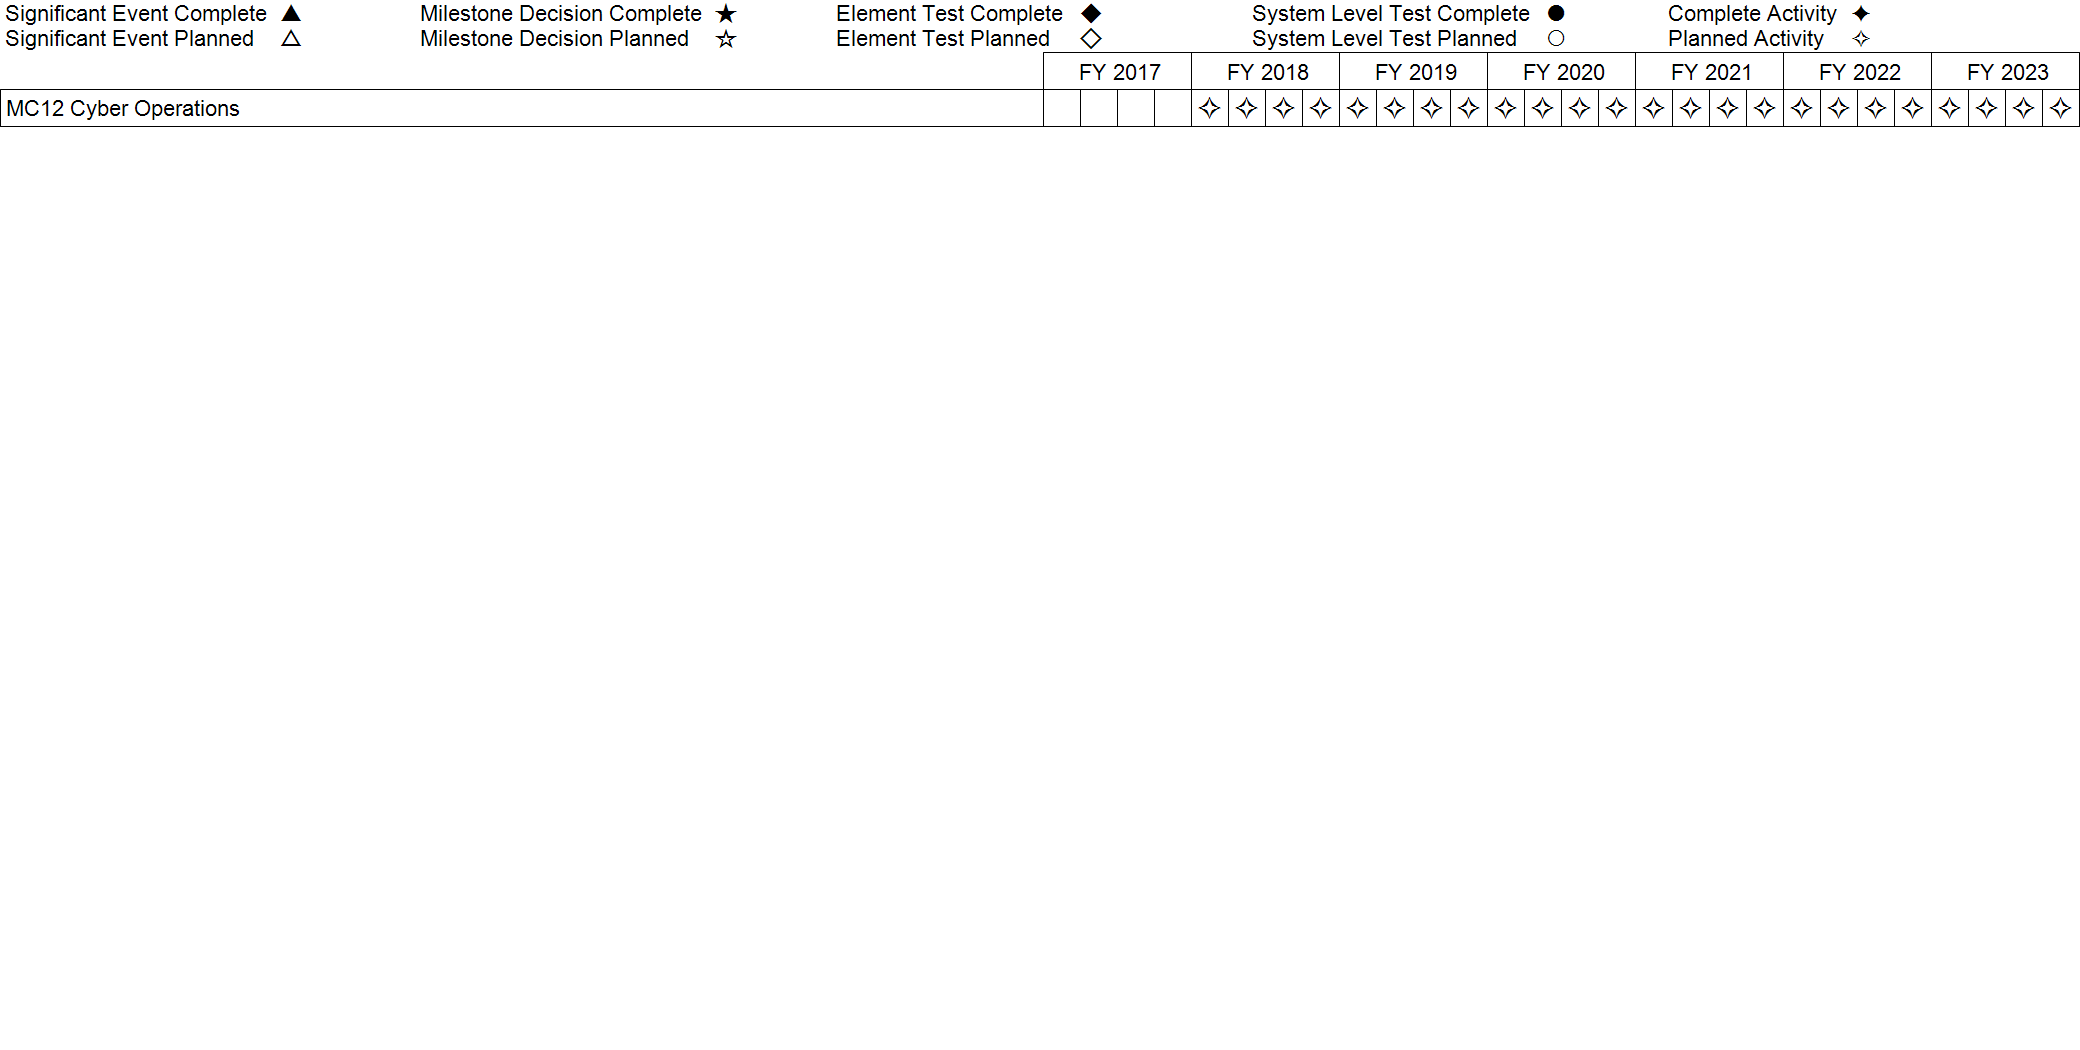 Significant Event Complete ▲ Milestone Decision Complete ★ Element Test Complete ◆ System Level Test Complete ● Complete Activity ✦
Significant Event Planned △ Milestone Decision Planned ☆ Element Test Planned ◇ System Level Test Planned ○ Planned Activity ✧
FY 2017 FY 2018 FY 2019 FY 2020 FY 2021 FY 2022 FY 2023
MC12 Cyber Operations ✧ ✧ ✧ ✧ ✧ ✧ ✧ ✧ ✧ ✧ ✧ ✧ ✧ ✧ ✧ ✧ ✧ ✧ ✧ ✧ ✧ ✧ ✧ ✧